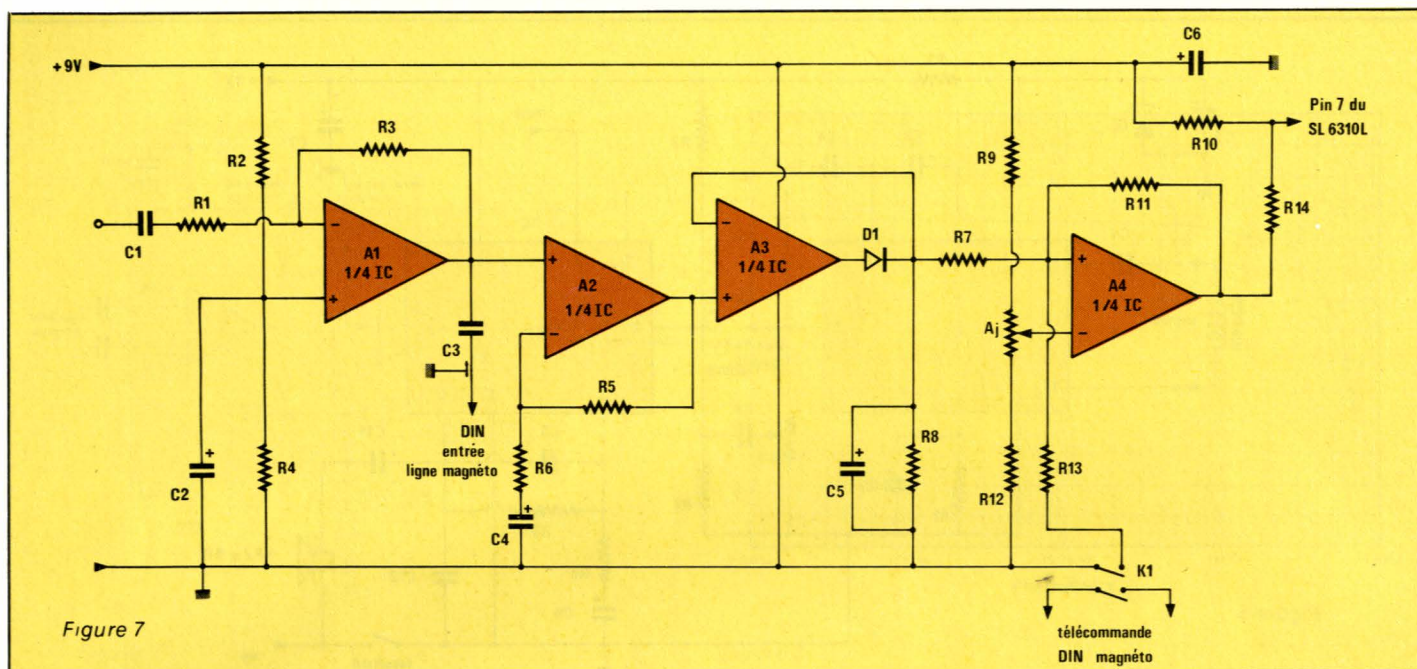 +9V
C6
R3
R2
R9
R10
Pin 7 du
SL 6310L
R1
C1
A1
1/4 IC
R11
R14
A3
1/4 IC
D1
R7
A2
1/4 IC
A4
1/4 IC
Aj
C3
R5
DIN
entrée
ligne magnéto
R4
C2
R6
C4
C5
R8
R12
R13
K1
Figure 7
télécommande
DIN magnéto